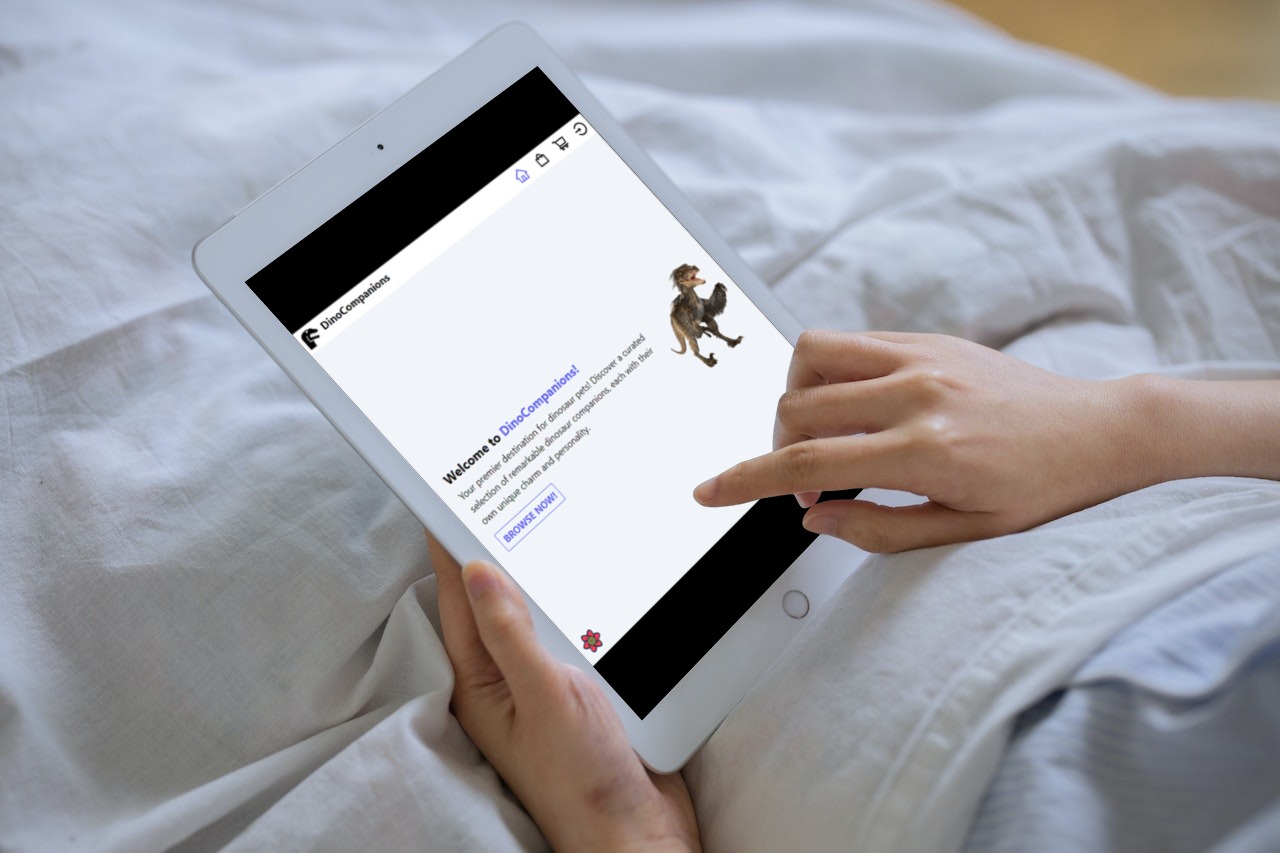 DinoCompanions
Welcome to DinoCompanions!
Your premier destination for dinosaur pets! Discover a curated
selection of remarkable dinosaur companions, each with their
own unique charm and personality.
BROWSE NOW!